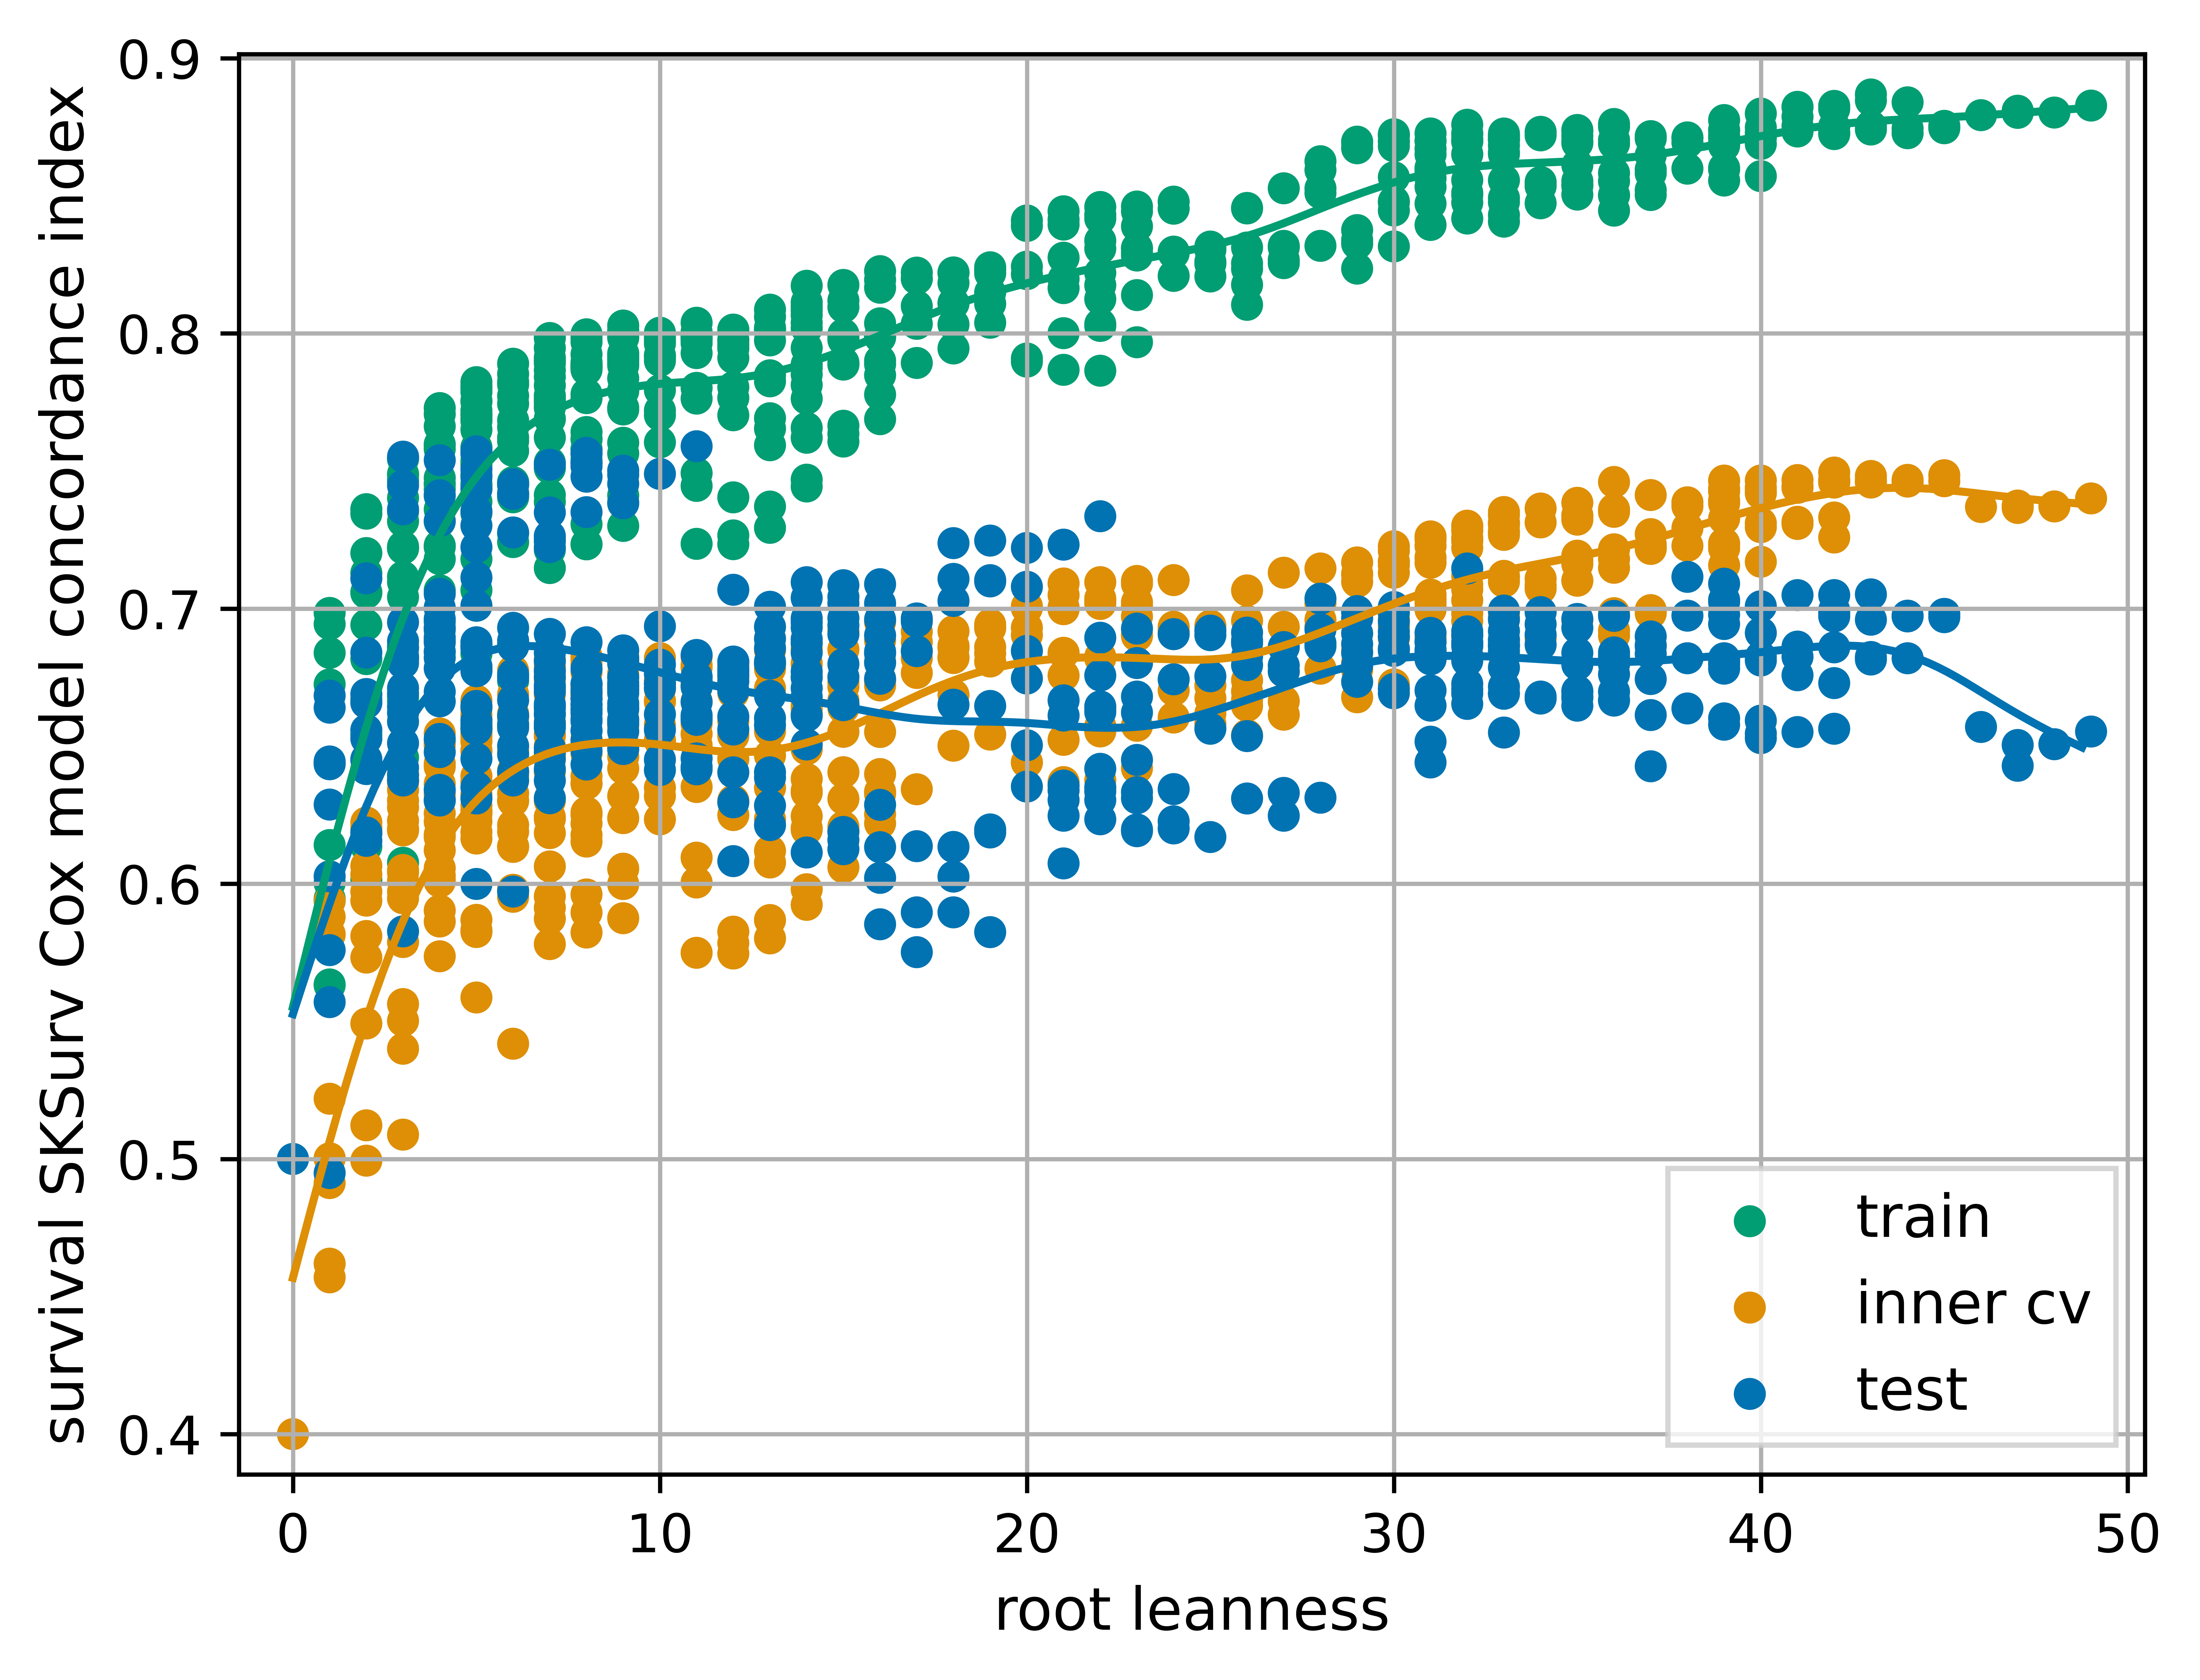 survival SKSurv Cox model concordance index
0.9
0.8
0.7
0.6
0.5
0.4
0
10
20
30
40
50
root leanness
train
inner cv
test